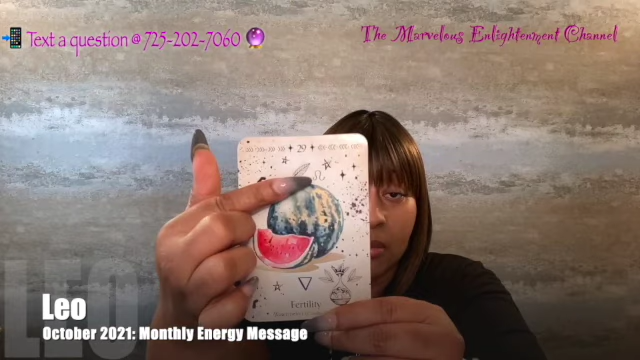 Text a question @ 725-202-7060
The Marvelous Enlightenment Channel
29
Fertility
LEO
Leo
October 2021: Monthly Energy Message